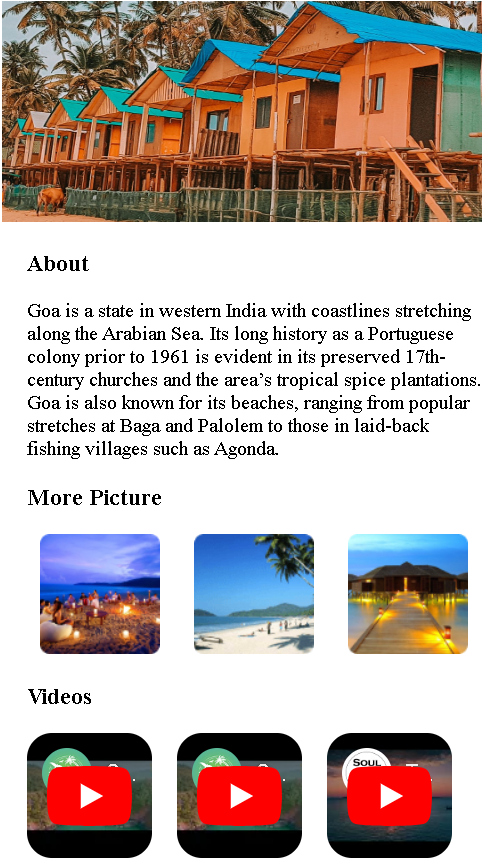 About
Goa is a state in western India with coastlines stretching
along the Arabian Sea. Its long history as a Portuguese
colony prior to 1961 is evident in its preserved 17th-
century churches and the area’s tropical spice plantations.
Goa is also known for its beaches, ranging from popular
stretches at Baga and Palolem to those in laid-back
fishing villages such as Agonda.
More Picture
Videos
SOUL